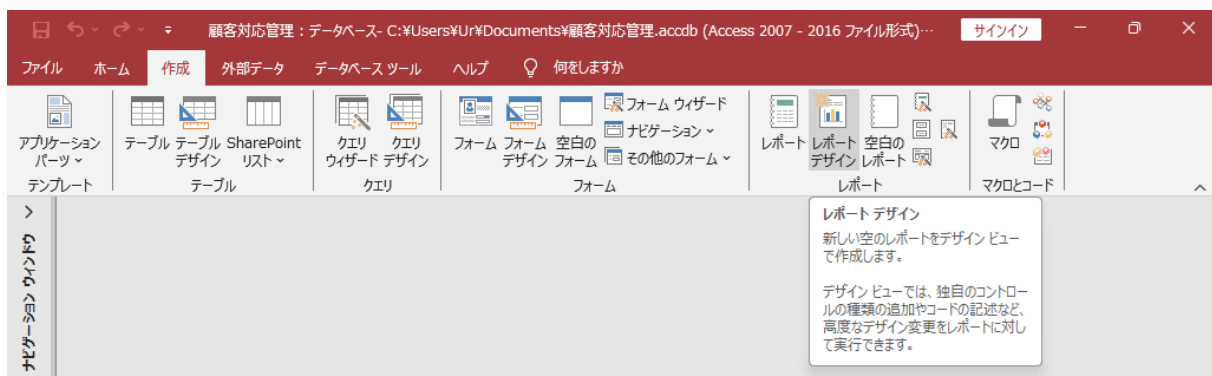 顧客対応管理 : データベース- C:¥Users¥Ur¥Documents¥顧客対応管理.accdb (Access 2007 - 2016 ファイル形式)… サインイン
ファイル ホーム 作成 外部データ データベース ツール ヘルプ 何をしますか
アプリケーション
パーツ
テンプレート
テーブル
テーブル
デザイン
SharePoint
リスト
テーブル
クエリ
ウィザード
クエリ
デザイン
クエリ
フォーム
フォーム
デザイン
空白の
フォーム
フォーム ウィザード
ナビゲーション
その他のフォーム
フォーム
レポート
レポート
デザイン
空白の
レポート
レポート
マクロ
マクロとコード
ナビゲーション ウィンドウ
レポート デザイン
新しい空のレポートをデザイン ビュー
で作成します。
デザイン ビューでは、独自のコントロー
ルの種類の追加やコードの記述など、
高度なデザイン変更をレポートに対し
て実行できます。